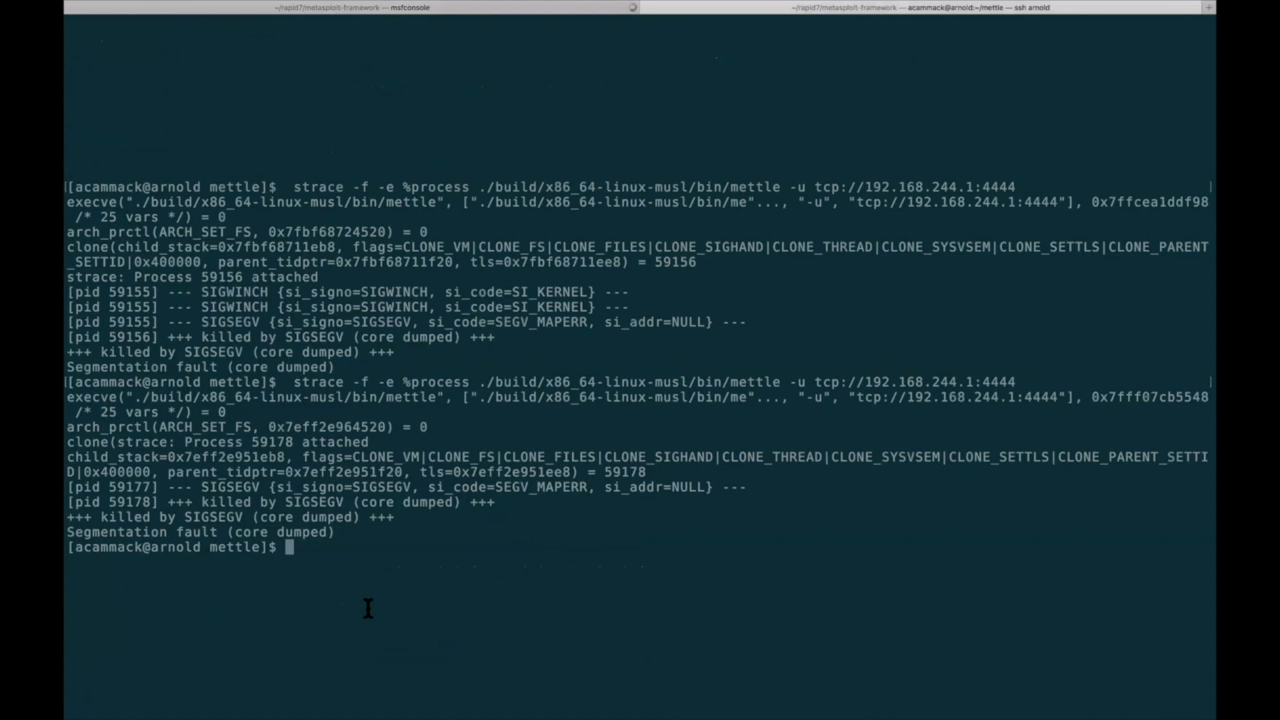 ~/rapid7/metasploit-framework — msfconsole
~/rapid7/metasploit-framework — acammack@arnold:~/mettle — ssh arnold
[acammack@arnold mettle]$  strace -f -e %process ./build/x86_64-linux-musl/bin/mettle -u tcp://192.168.244.1:4444
execve("./build/x86_64-linux-musl/bin/mettle", ["./build/x86_64-linux-musl/bin/me"..., "-u", "tcp://192.168.244.1:4444"], 0x7ffcea1ddf98
 /* 25 vars */) = 0
arch_prctl(ARCH_SET_FS, 0x7fbf68724520) = 0
clone(child_stack=0x7fbf68711eb8, flags=CLONE_VM|CLONE_FS|CLONE_FILES|CLONE_SIGHAND|CLONE_THREAD|CLONE_SYSVSEM|CLONE_SETTLS|CLONE_PARENT
_SETTID|0x400000, parent_tidptr=0x7fbf68711f20, tls=0x7fbf68711ee8) = 59156
strace: Process 59156 attached
[pid 59155] --- SIGWINCH {si_signo=SIGWINCH, si_code=SI_KERNEL} ---
[pid 59155] --- SIGWINCH {si_signo=SIGWINCH, si_code=SI_KERNEL} ---
[pid 59155] --- SIGSEGV {si_signo=SIGSEGV, si_code=SEGV_MAPERR, si_addr=NULL} ---
[pid 59156] +++ killed by SIGSEGV (core dumped) +++
+++ killed by SIGSEGV (core dumped) +++
Segmentation fault (core dumped)
[acammack@arnold mettle]$  strace -f -e %process ./build/x86_64-linux-musl/bin/mettle -u tcp://192.168.244.1:4444
execve("./build/x86_64-linux-musl/bin/mettle", ["./build/x86_64-linux-musl/bin/me"..., "-u", "tcp://192.168.244.1:4444"], 0x7fff07cb5548
 /* 25 vars */) = 0
arch_prctl(ARCH_SET_FS, 0x7eff2e964520) = 0
clone(strace: Process 59178 attached
child_stack=0x7eff2e951eb8, flags=CLONE_VM|CLONE_FS|CLONE_FILES|CLONE_SIGHAND|CLONE_THREAD|CLONE_SYSVSEM|CLONE_SETTLS|CLONE_PARENT_SETTI
D|0x400000, parent_tidptr=0x7eff2e951f20, tls=0x7eff2e951ee8) = 59178
[pid 59177] --- SIGSEGV {si_signo=SIGSEGV, si_code=SEGV_MAPERR, si_addr=NULL} ---
[pid 59178] +++ killed by SIGSEGV (core dumped) +++
+++ killed by SIGSEGV (core dumped) +++
Segmentation fault (core dumped)
[acammack@arnold mettle]$